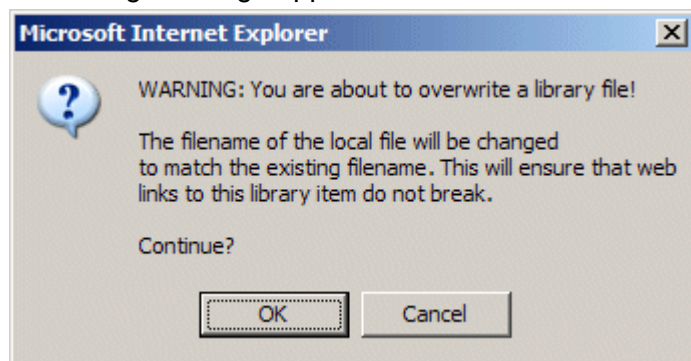 Microsoft Internet Explorer
WARNING: You are about to overwrite a library file!
The filename of the local file will be changed
to match the existing filename. This will ensure that web
links to this library item do not break.
Continue?
OK
Cancel